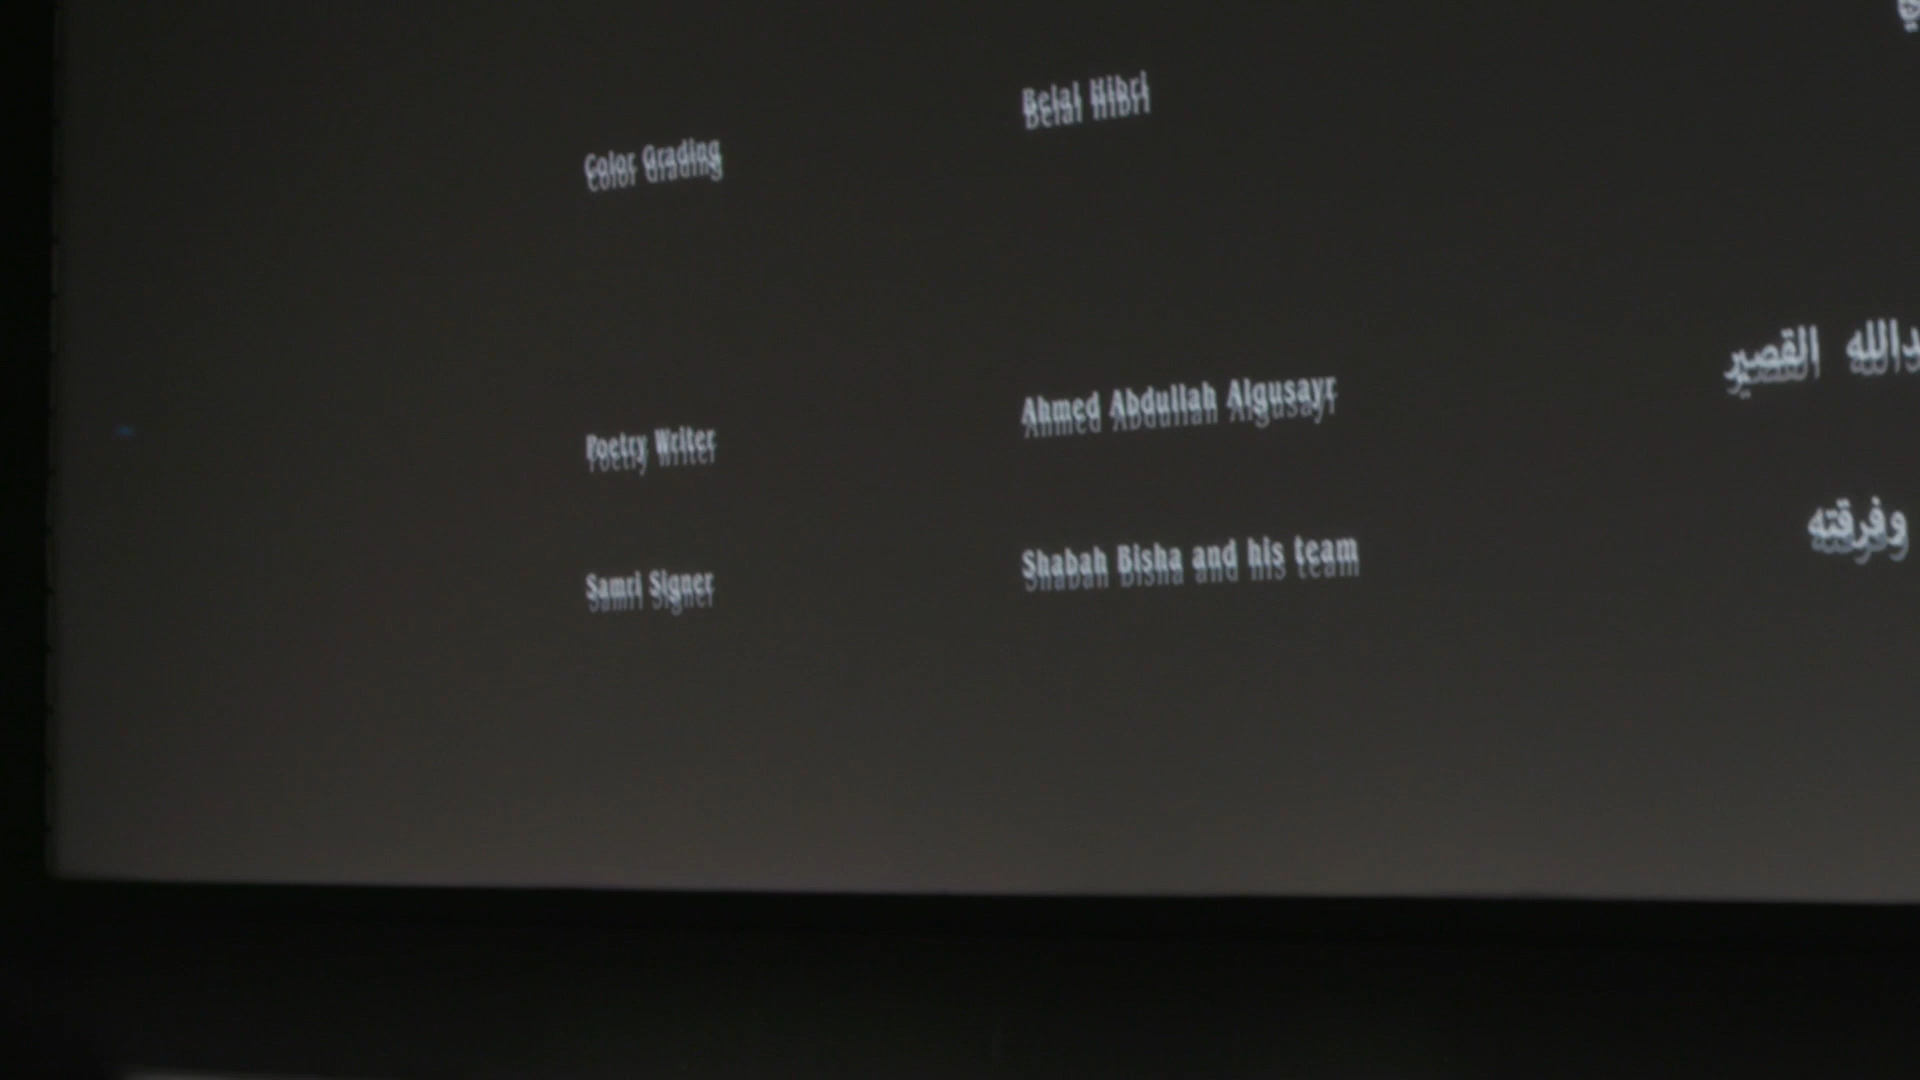 Belal Hibri
Color Grading
Ahmed Abdullah Algusayr
القصير
Poetry Writer
وفرقته
Shabah Bisha and his team
Samri Signer